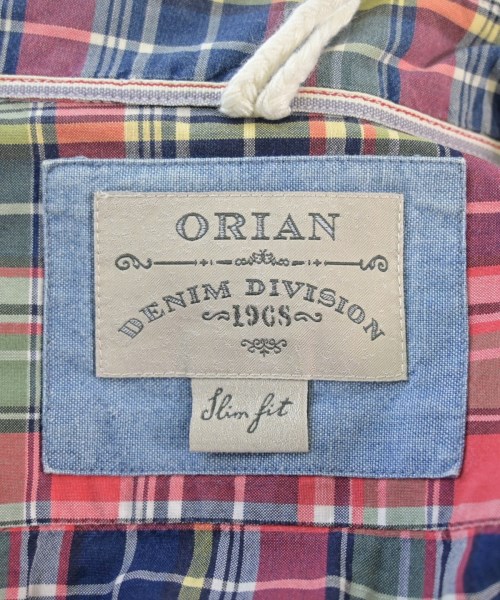 ORIAN
DENIM DIVISION
1968
Slim fit